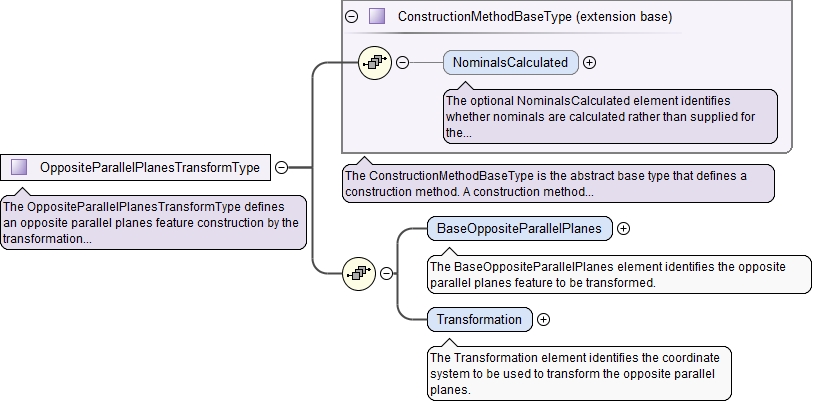 ConstructionMethodBaseType (extension base)
NominalsCalculated
The optional NominalsCalculated element identifies
whether nominals are calculated rather than supplied for
the...
OppositeParallelPlanesTransformType
The ConstructionMethodBaseType is the abstract base type that defines a
construction method. A construction method...
The OppositeParallelPlanesTransformType defines
an opposite parallel planes feature construction by the
transformation...
BaseOppositeParallelPlanes
The BaseOppositeParallelPlanes element identifies the opposite
parallel planes feature to be transformed.
Transformation
The Transformation element identifies the coordinate
system to be used to transform the opposite parallel
planes.